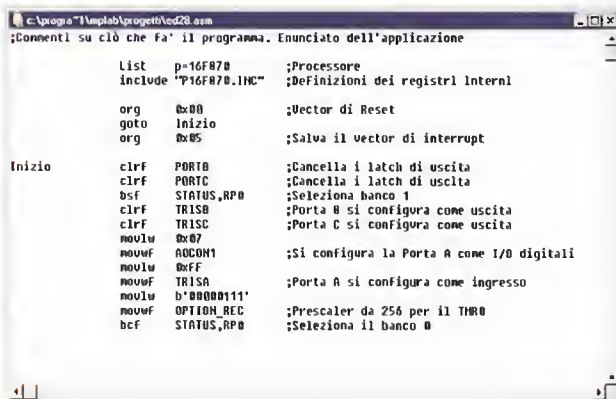 c:\progra~1\mplab\progetti\ed28.asm
;Commenti su ciò che fa' il programma. Enunciato dell'applicazione
List p=16F870 ;Processore
include "P16F870.INC" ;Definizioni dei registri interni
org 0x00 ;Vector di Reset
goto Inizio
org 0x05 ;Salva il vector di interrupt
Inizio clrf PORTB ;Cancella i latch di uscita
clrf PORTC ;Cancella i latch di uscita
bsf STATUS,RP0 ;Seleziona banco 1
clrf TRISB ;Porta B si configura come uscita
clrf TRISC ;Porta C si configura come uscita
movlw 0x07
movwf ADCON1 ;Si configura la Porta A come I/O digitali
movlw 0xFF
movwf TRISA ;Porta A si configura come ingresso
movlw b'00000111'
movwf OPTION_REG ;Prescaler da 256 per il TMR0
bcf STATUS,RP0 ;Seleziona il banco 0